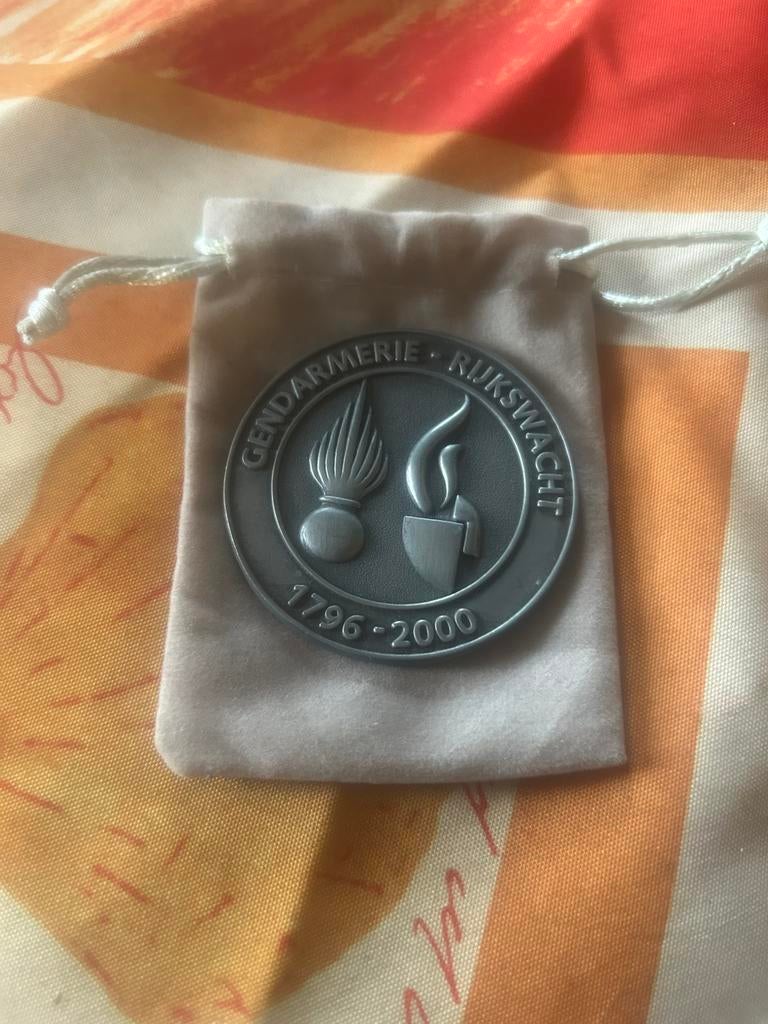 GENDARMERIE · RIJKSWACHT
1796 - 2000